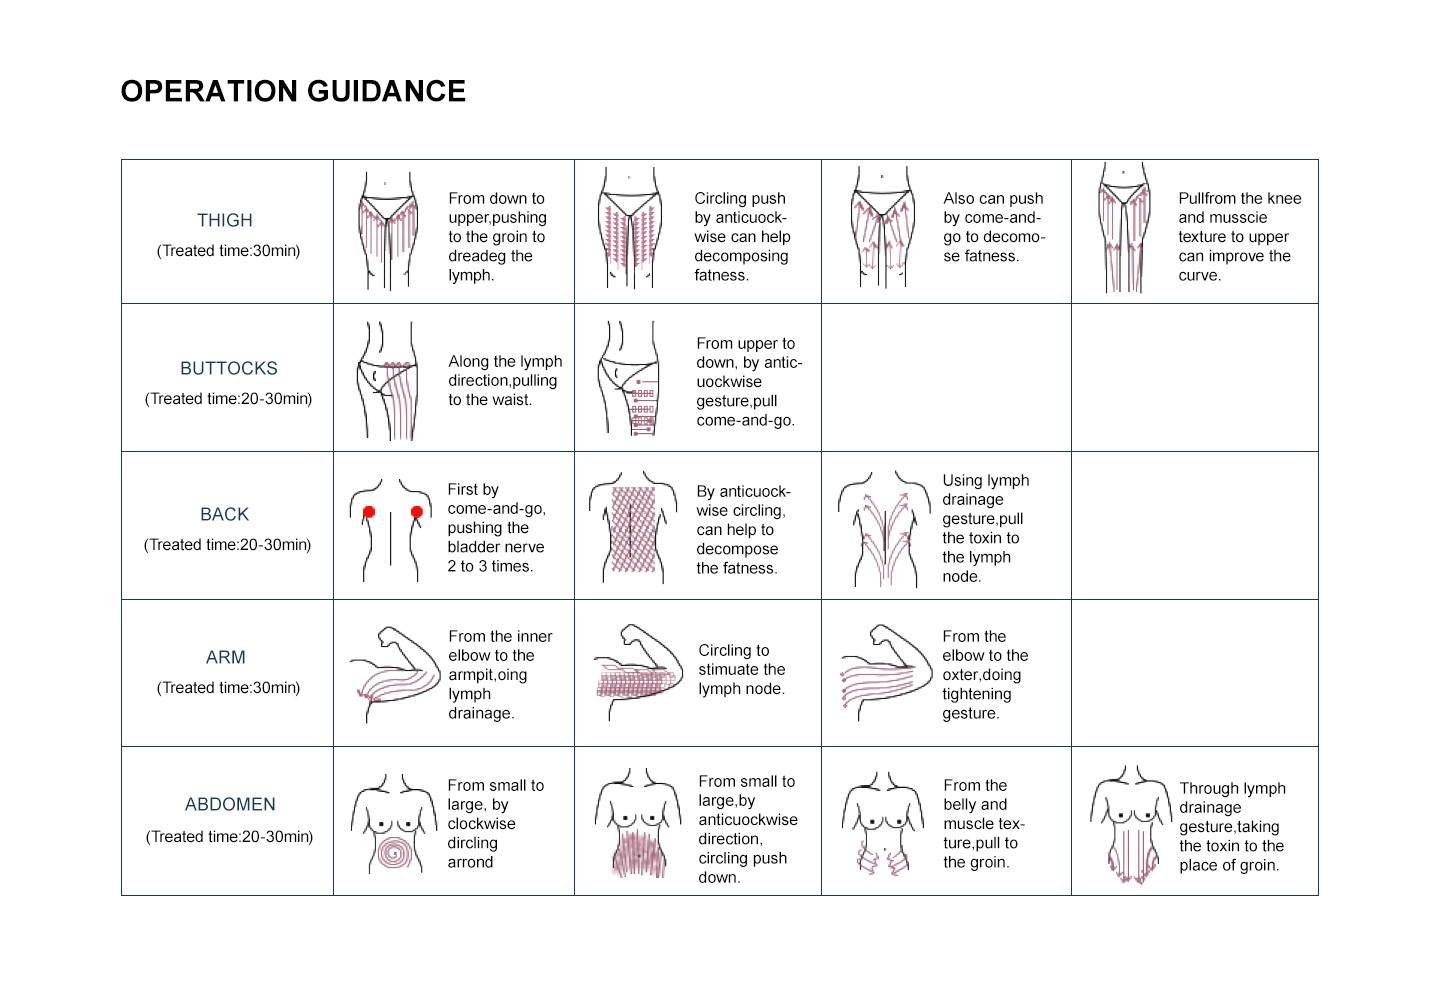 OPERATION GUIDANCE
THIGH
(Treated time:30min)
From down to
upper,pushing
to the groin to
dreadeg the
lymph.
Circling push
by anticuock-
wise can help
decomposing
fatness.
Also can push
by come-and-
go to decomo-
se fatness.
Pullfrom the knee
and musscie
texture to upper
can improve the
curve.
BUTTOCKS
(Treated time:20-30min)
Along the lymph
direction,pulling
to the waist.
From upper to
down, by antic-
uockwise
gesture,pull
come-and-go.
BACK
(Treated time:20-30min)
First by
come-and-go,
pushing the
bladder nerve
2 to 3 times.
By anticuock-
wise circling,
can help to
decompose
the fatness.
Using lymph
drainage
gesture,pull
the toxin to
the lymph
node.
ARM
(Treated time:30min)
From the inner
elbow to the
armpit,oing
lymph
drainage.
Circling to
stimuate the
lymph node.
From the
elbow to the
oxter,doing
tightening
gesture.
ABDOMEN
(Treated time:20-30min)
From small to
large, by
clockwise
dircling
arrond
From small to
large,by
anticuockwise
direction,
circling push
down.
From the
belly and
muscle tex-
ture,pull to
the groin.
Through lymph
drainage
gesture,taking
the toxin to the
place of groin.